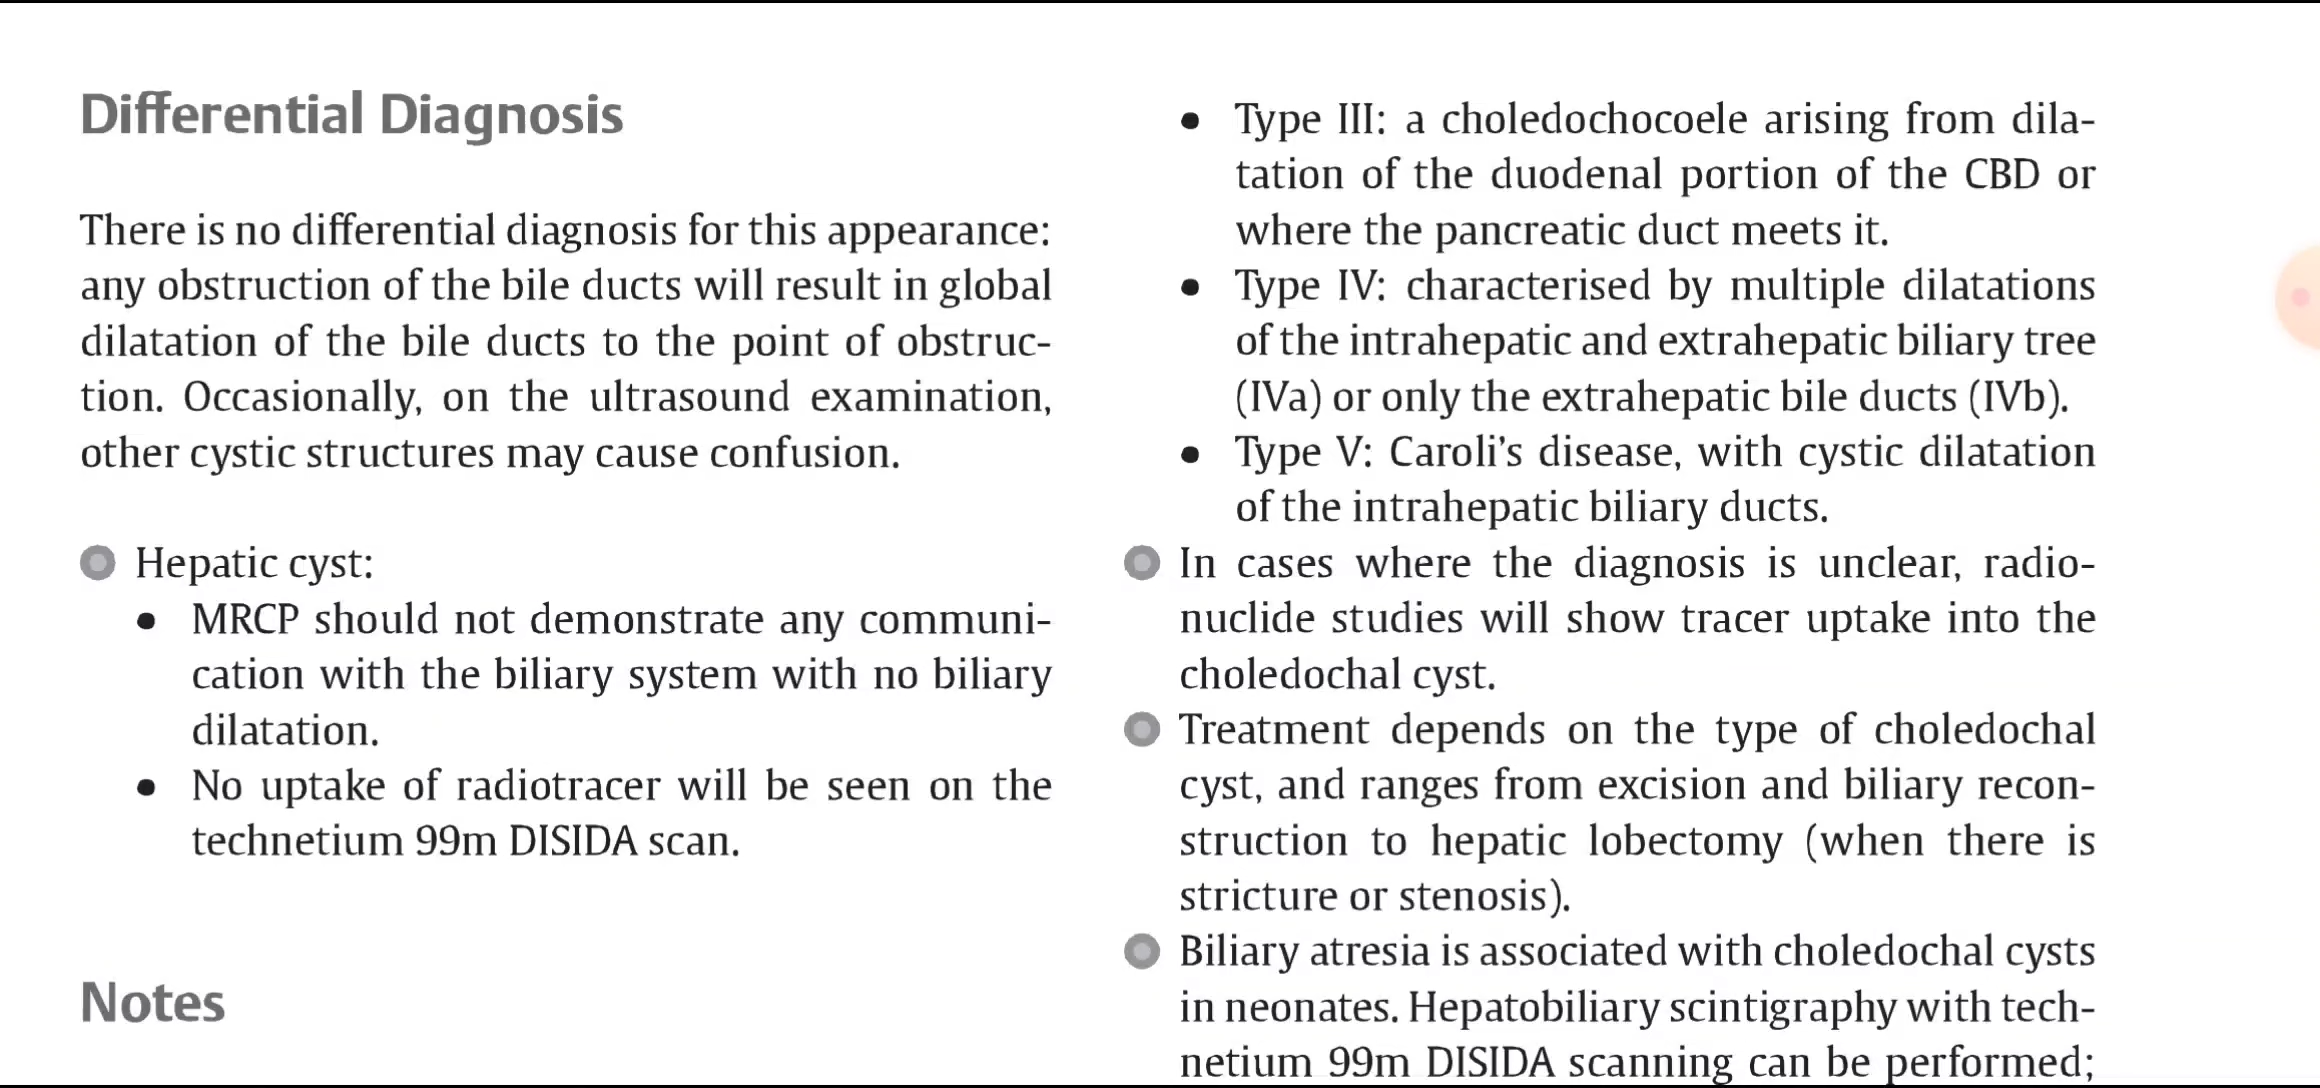 Differential Diagnosis
There is no differential diagnosis for this appearance:
any obstruction of the bile ducts will result in global
dilatation of the bile ducts to the point of obstruc-
tion. Occasionally, on the ultrasound examination,
other cystic structures may cause confusion.
Hepatic cyst:
• MRCP should not demonstrate any communi-
cation with the biliary system with no biliary
dilatation.
• No uptake of radiotracer will be seen on the
technetium 99m DISIDA scan.
Notes
• Type III: a choledochocoele arising from dila-
tation of the duodenal portion of the CBD or
where the pancreatic duct meets it.
• Type IV: characterised by multiple dilatations
of the intrahepatic and extrahepatic biliary tree
(IVa) or only the extrahepatic bile ducts (IVb).
• Type V: Caroli’s disease, with cystic dilatation
of the intrahepatic biliary ducts.
In cases where the diagnosis is unclear, radio-
nuclide studies will show tracer uptake into the
choledochal cyst.
Treatment depends on the type of choledochal
cyst, and ranges from excision and biliary recon-
struction to hepatic lobectomy (when there is
stricture or stenosis).
Biliary atresia is associated with choledochal cysts
in neonates. Hepatobiliary scintigraphy with tech-
netium 99m DISIDA scanning can be performed;